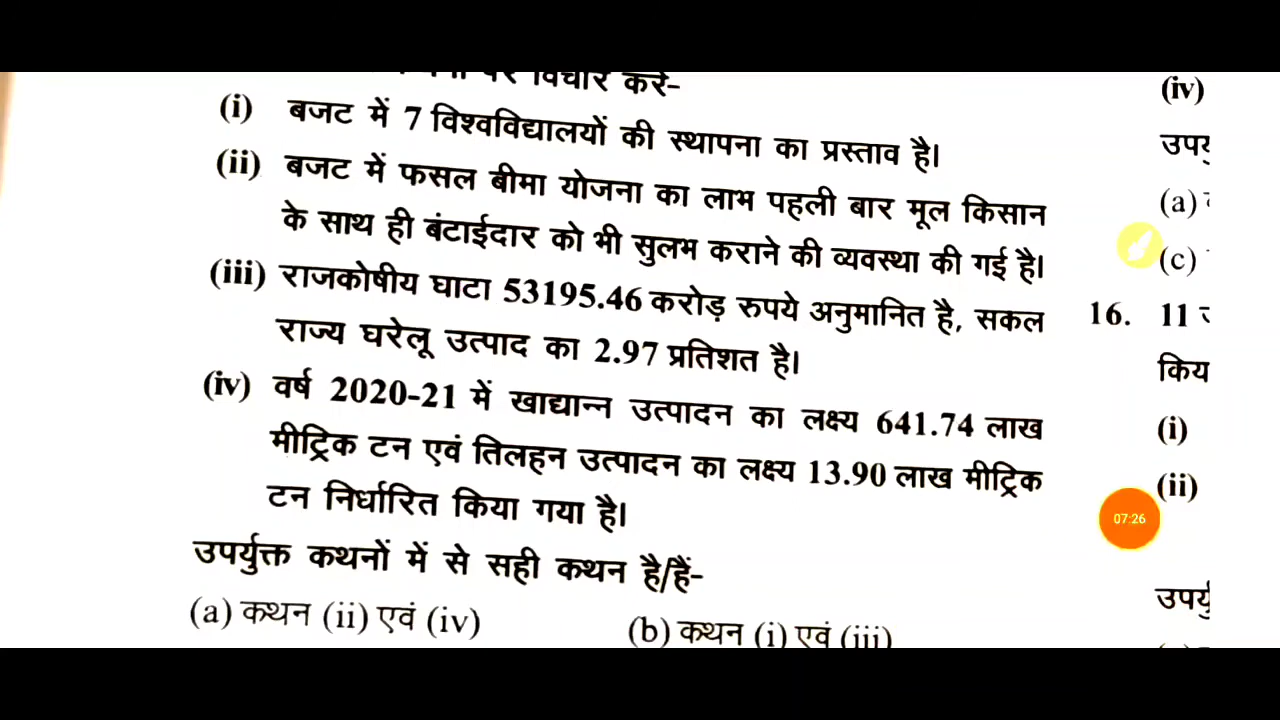 पर विचार करें-
(i) बजट में 7 विश्वविद्यालयों की स्थापना का प्रस्ताव है।
(ii) बजट में फसल बीमा योजना का लाभ पहली बार मूल किसान
के साथ ही बंटाईदार को भी सुलभ कराने की व्यवस्था की गई है।
(iii) राजकोषीय घाटा 53195.46 करोड़ रुपये अनुमानित है, सकल
राज्य घरेलू उत्पाद का 2.97 प्रतिशत है।
(iv) वर्ष 2020-21 में खाद्यान्न उत्पादन का लक्ष्य 641.74 लाख
मीट्रिक टन एवं तिलहन उत्पादन का लक्ष्य 13.90 लाख मीट्रिक
टन निर्धारित किया गया है।
उपर्युक्त कथनों में से सही कथन है/हैं-
(a) कथन (ii) एवं (iv) (b) कथन (i) एवं (iii)
(iv)
(a)
(c)
16. 11
(i)
(ii)
07:26